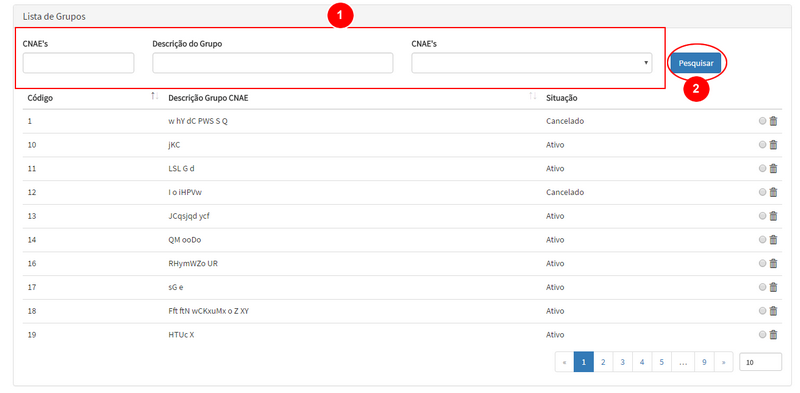 Lista de Grupos
1
CNAE's Descrição do Grupo CNAE's
Pesquisar
2
Código Descrição Grupo CNAE Situação
1 w hY dC PWS S Q Cancelado
10 jKC Ativo
11 LSL G d Ativo
12 I o iHPVw Cancelado
13 JCqsjqd ycf Ativo
14 QM ooDo Ativo
16 RHymWZo UR Ativo
17 sG e Ativo
18 Fft ftN wCKxuMx o Z XY Ativo
19 HTUc X Ativo
« 1 2 3 4 5 ... 9 » 10